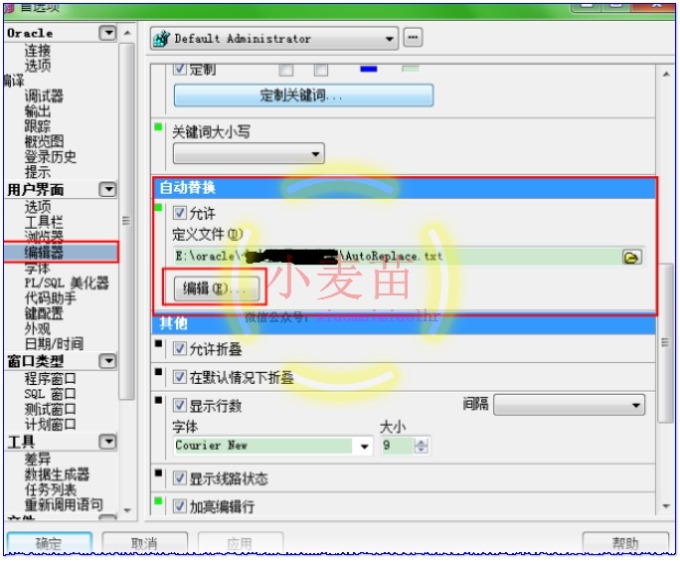 首选项
Oracle
连接
选项
编译
调试器
输出
跟踪
概览图
登录历史
提示
用户界面
选项
工具栏
浏览器
编辑器
字体
PL/SQL 美化器
代码助手
键配置
外观
日期/时间
窗口类型
程序窗口
SQL 窗口
测试窗口
计划窗口
工具
差异
数据生成器
任务列表
重新调用语句
文件
Default Administrator
定制
定制关键词...
关键词大小写
自动替换
允许
定义文件(D)
E:\oracle\
\AutoReplace.txt
编辑(E)...
小麦苗
微信公众号：xiaomaimiaolhr
其他
允许折叠
在默认情况下折叠
显示行数
间隔
字体
大小
Courier New
9
显示线路状态
加亮编辑行
确定
取消
应用
帮助